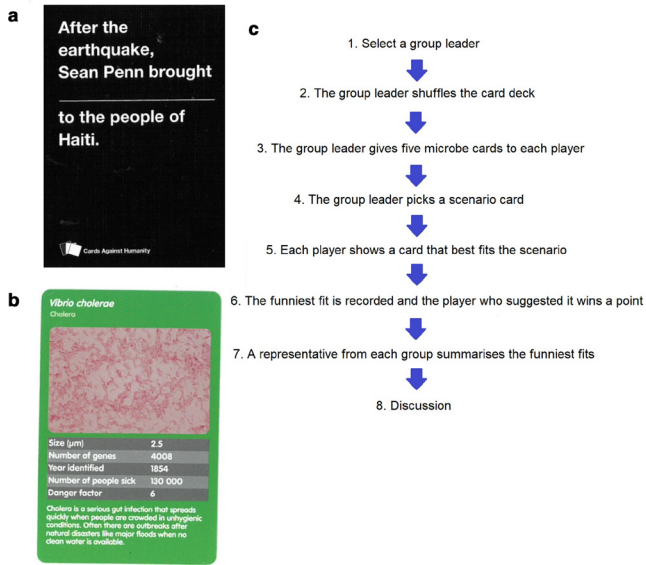 a
After the
earthquake,
Sean Penn brought
to the people of
Haiti.
Cards Against Humanity
b
Vibrio cholerae
Cholera
Size (µm) 2.5
Number of genes 4008
Year identified 1854
Number of people sick 130 000
Danger factor 6
Cholera is a serious gut infection that spreads
quickly when people are crowded in unhygienic
conditions. Often there are outbreaks after
natural disasters like major floods when no
clean water is available.
c
1. Select a group leader
2. The group leader shuffles the card deck
3. The group leader gives five microbe cards to each player
4. The group leader picks a scenario card
5. Each player shows a card that best fits the scenario
6. The funniest fit is recorded and the player who suggested it wins a point
7. A representative from each group summarises the funniest fits
8. Discussion